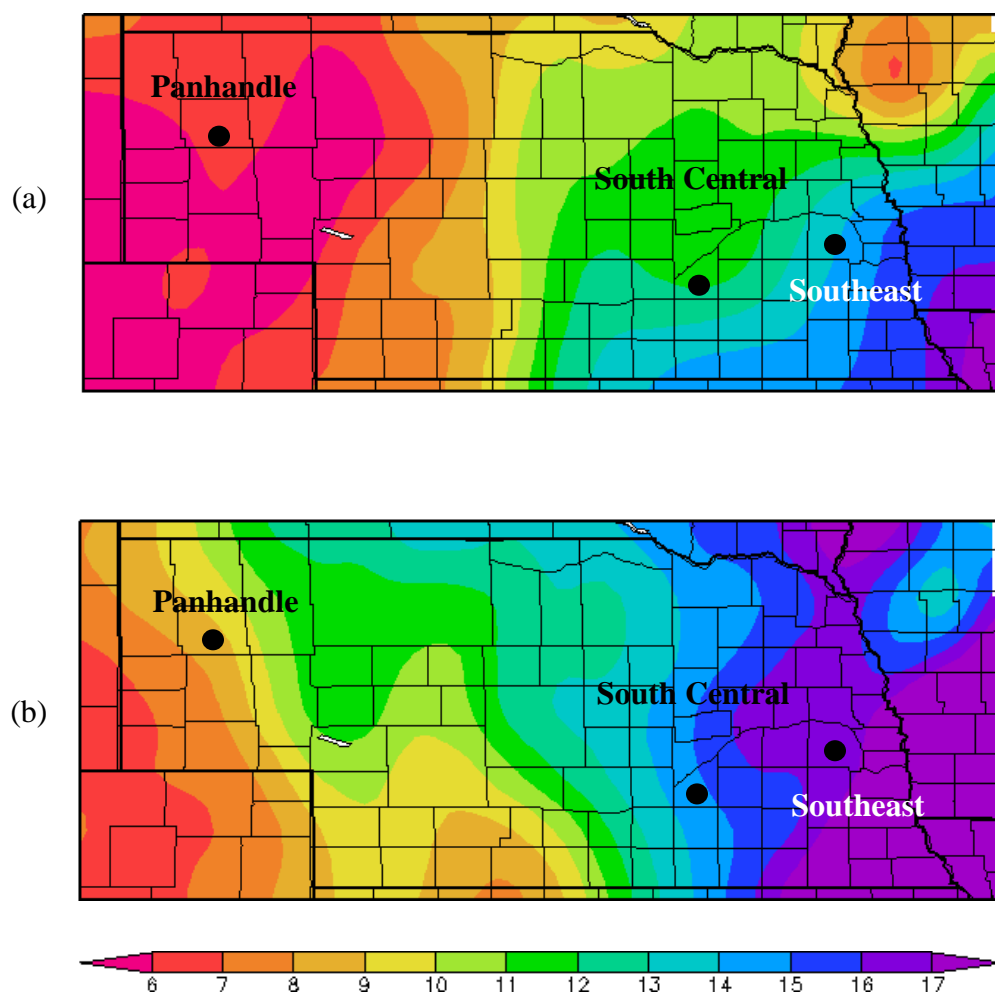 Panhandle
(a)
South Central
Southeast
Panhandle
South Central
(b)
Southeast
6 7 8 9 10 11 12 13 14 15 16 17